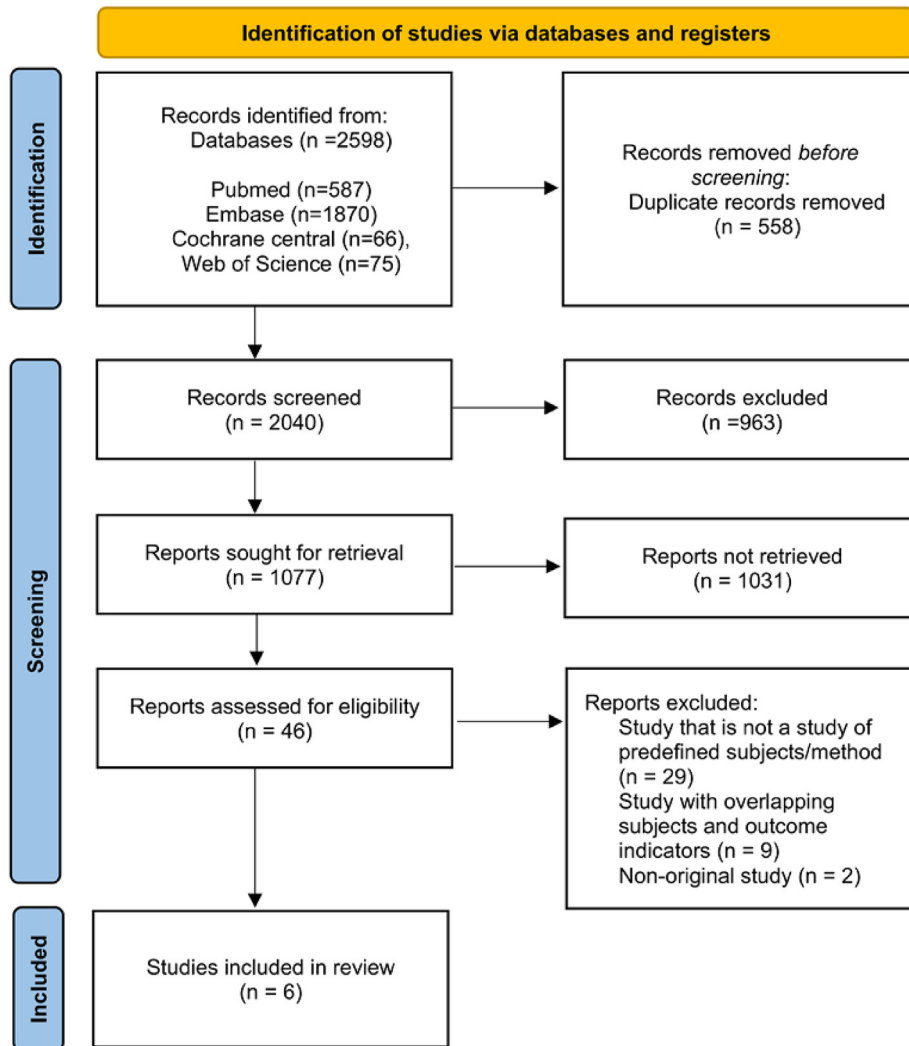 Identification of studies via databases and registers
Identification
Records identified from:
Databases (n =2598)
Pubmed (n=587)
Embase (n=1870)
Cochrane central (n=66),
Web of Science (n=75)
Records removed before
screening:
Duplicate records removed
(n = 558)
Screening
Records screened
(n = 2040)
Records excluded
(n =963)
Reports sought for retrieval
(n = 1077)
Reports not retrieved
(n = 1031)
Reports assessed for eligibility
(n = 46)
Reports excluded:
Study that is not a study of
predefined subjects/method
(n = 29)
Study with overlapping
subjects and outcome
indicators (n = 9)
Non-original study (n = 2)
Included
Studies included in review
(n = 6)